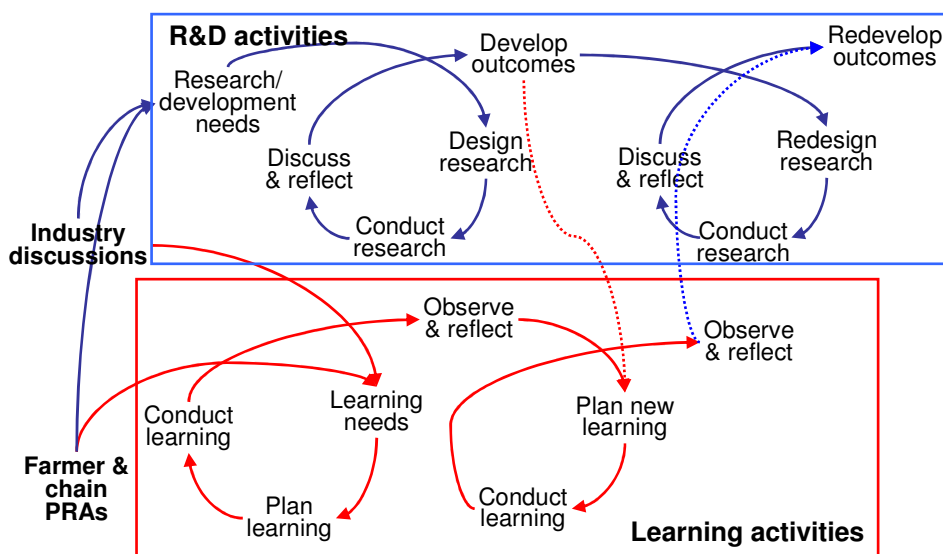 R&D activities
Research/
development
needs
Develop
outcomes
Redevelop
outcomes
Discuss
& reflect
Design
research
Conduct
research
Discuss
& reflect
Redesign
research
Conduct
research
Industry
discussions
Observe
& reflect
Observe
& reflect
Conduct
learning
Learning
needs
Plan new
learning
Farmer &
chain
PRAs
Plan
learning
Conduct
learning
Learning activities